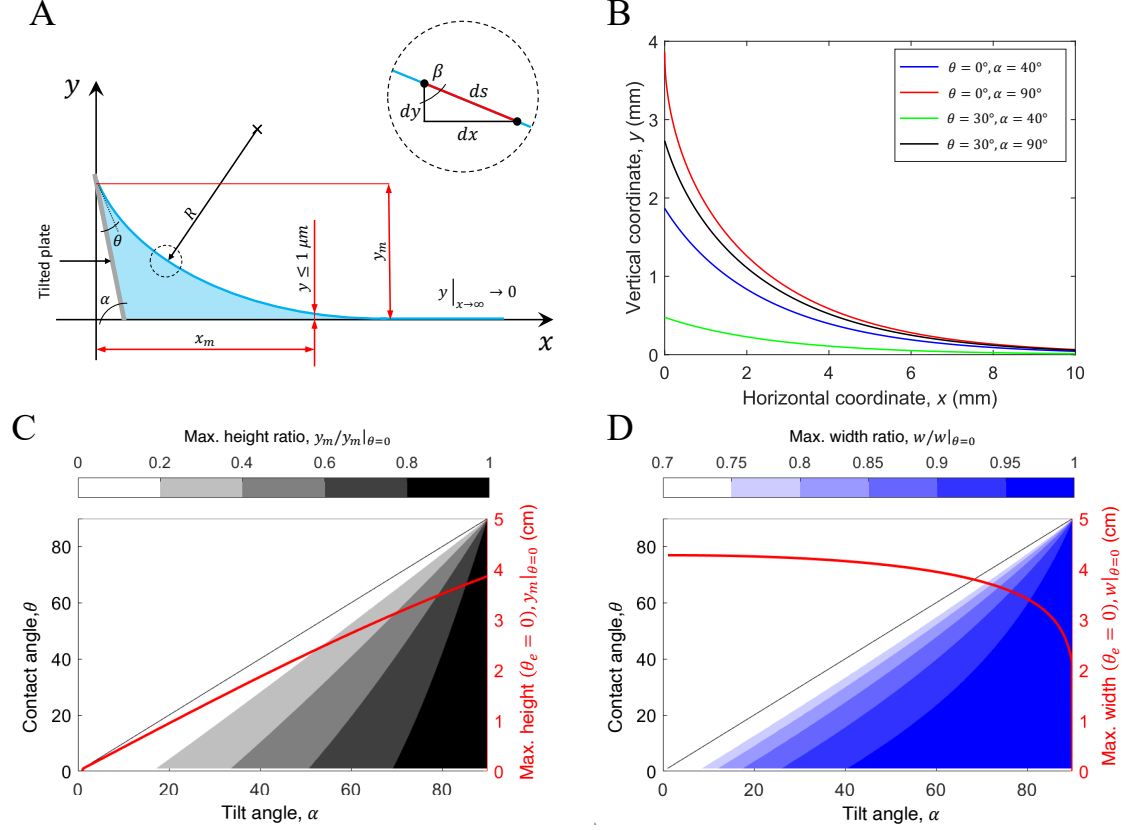 A
y
β
ds
dy
dx
R
θ
Tilted plate
α
y ≤ 1 μm
y_m
y|_{x→∞} → 0
x_m
x
B
4
3
2
1
0
Vertical coordinate, y (mm)
θ = 0°, α = 40°
θ = 0°, α = 90°
θ = 30°, α = 40°
θ = 30°, α = 90°
0 2 4 6 8 10
Horizontal coordinate, x (mm)
C
Max. height ratio, y_m/y_m|_{θ=0}
0 0.2 0.4 0.6 0.8 1
Contact angle,θ
80
60
40
20
0
0 20 40 60 80
Tilt angle, α
5
4
3
2
1
0
Max. height (θ_e = 0), y_m|_{θ=0} (cm)
D
Max. width ratio, w/w|_{θ=0}
0.7 0.75 0.8 0.85 0.9 0.95 1
Contact angle,θ
80
60
40
20
0
0 20 40 60 80
Tilt angle, α
5
4
3
2
1
0
Max. width (θ_e = 0), w|_{θ=0} (cm)